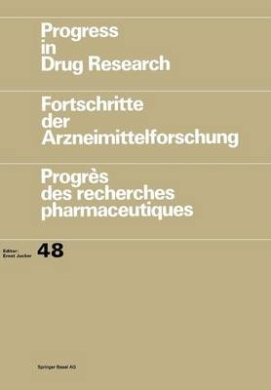 Progress
in
Drug Research
Fortschritte
der
Arzneimittelforschung
Progrès
des recherches
pharmaceutiques
Editor:
Ernst Jucker
48
Springer Basel AG